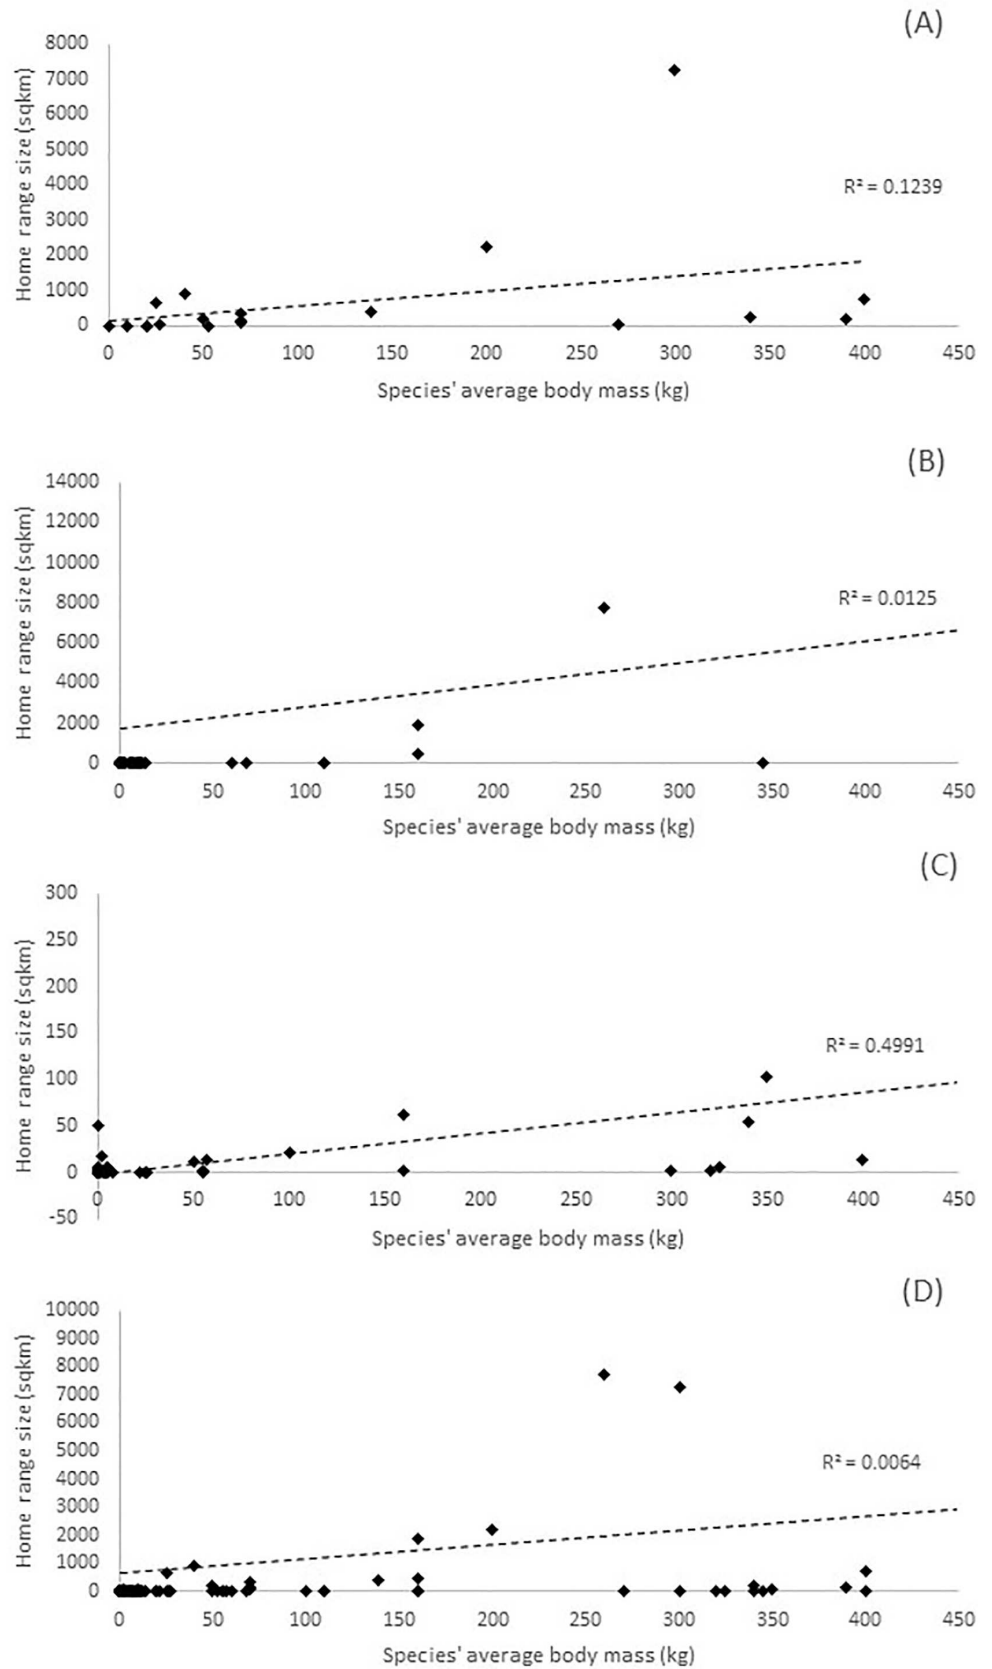 (A)
8000
7000
6000
5000
4000
3000
2000
1000
0
Home range size (sqkm)
R² = 0.1239
0 50 100 150 200 250 300 350 400 450
Species' average body mass (kg)
(B)
14000
12000
10000
8000
6000
4000
2000
0
Home range size (sqkm)
R² = 0.0125
0 50 100 150 200 250 300 350 400 450
Species' average body mass (kg)
(C)
300
250
200
150
100
50
0
-50
Home range size (sqkm)
R² = 0.4991
0 50 100 150 200 250 300 350 400 450
Species' average body mass (kg)
(D)
10000
9000
8000
7000
6000
5000
4000
3000
2000
1000
0
Home range size (sqkm)
R² = 0.0064
0 50 100 150 200 250 300 350 400 450
Species' average body mass (kg)